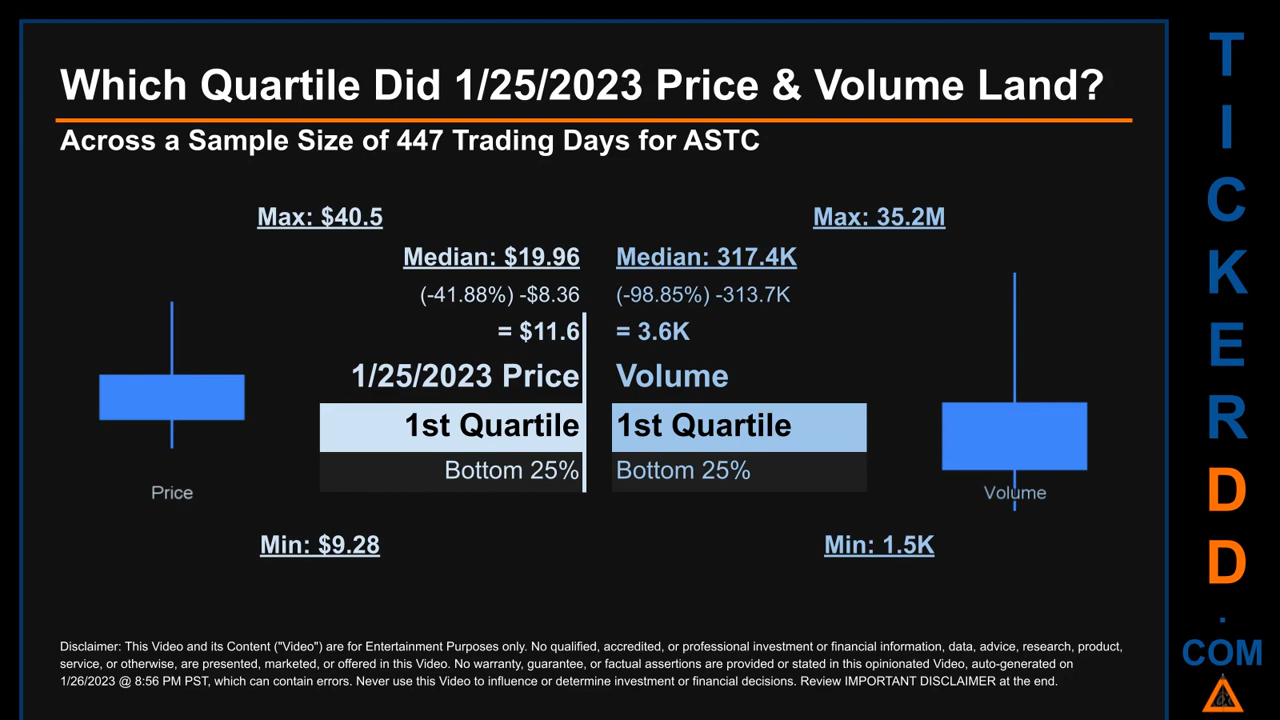 Which Quartile Did 1/25/2023 Price & Volume Land?
Across a Sample Size of 447 Trading Days for ASTC
Max: $40.5
Max: 35.2M
Median: $19.96
Median: 317.4K
(-41.88%) -$8.36
(-98.85%) -313.7K
= $11.6
= 3.6K
1/25/2023 Price
Volume
1st Quartile
1st Quartile
Bottom 25%
Bottom 25%
Price
Volume
Min: $9.28
Min: 1.5K
Disclaimer: This Video and its Content ("Video") are for Entertainment Purposes only. No qualified, accredited, or professional investment or financial information, data, advice, research, product,
service, or otherwise, are presented, marketed, or offered in this Video. No warranty, guarantee, or factual assertions are provided or stated in this opinionated Video, auto-generated on
1/26/2023 @ 8:56 PM PST, which can contain errors. Never use this Video to influence or determine investment or financial decisions. Review IMPORTANT DISCLAIMER at the end.
T
I
C
K
E
R
D
D
.
COM